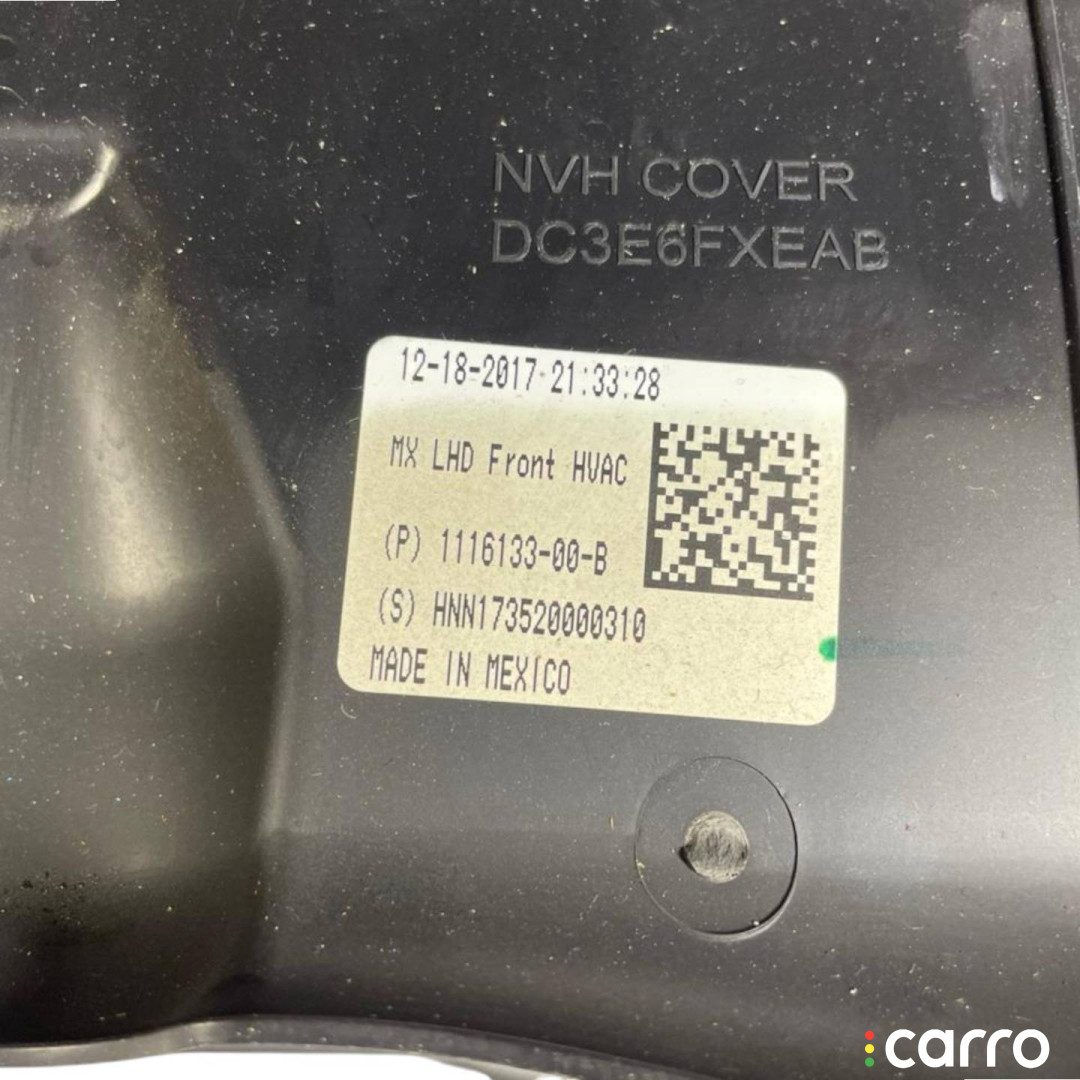 NVH COVER
DC3E6FXEAB
12-18-2017 21:33:28
MX LHD Front HVAC
(P) 1116133-00-B
(S) HNN173520000310
MADE IN MEXICO
carro